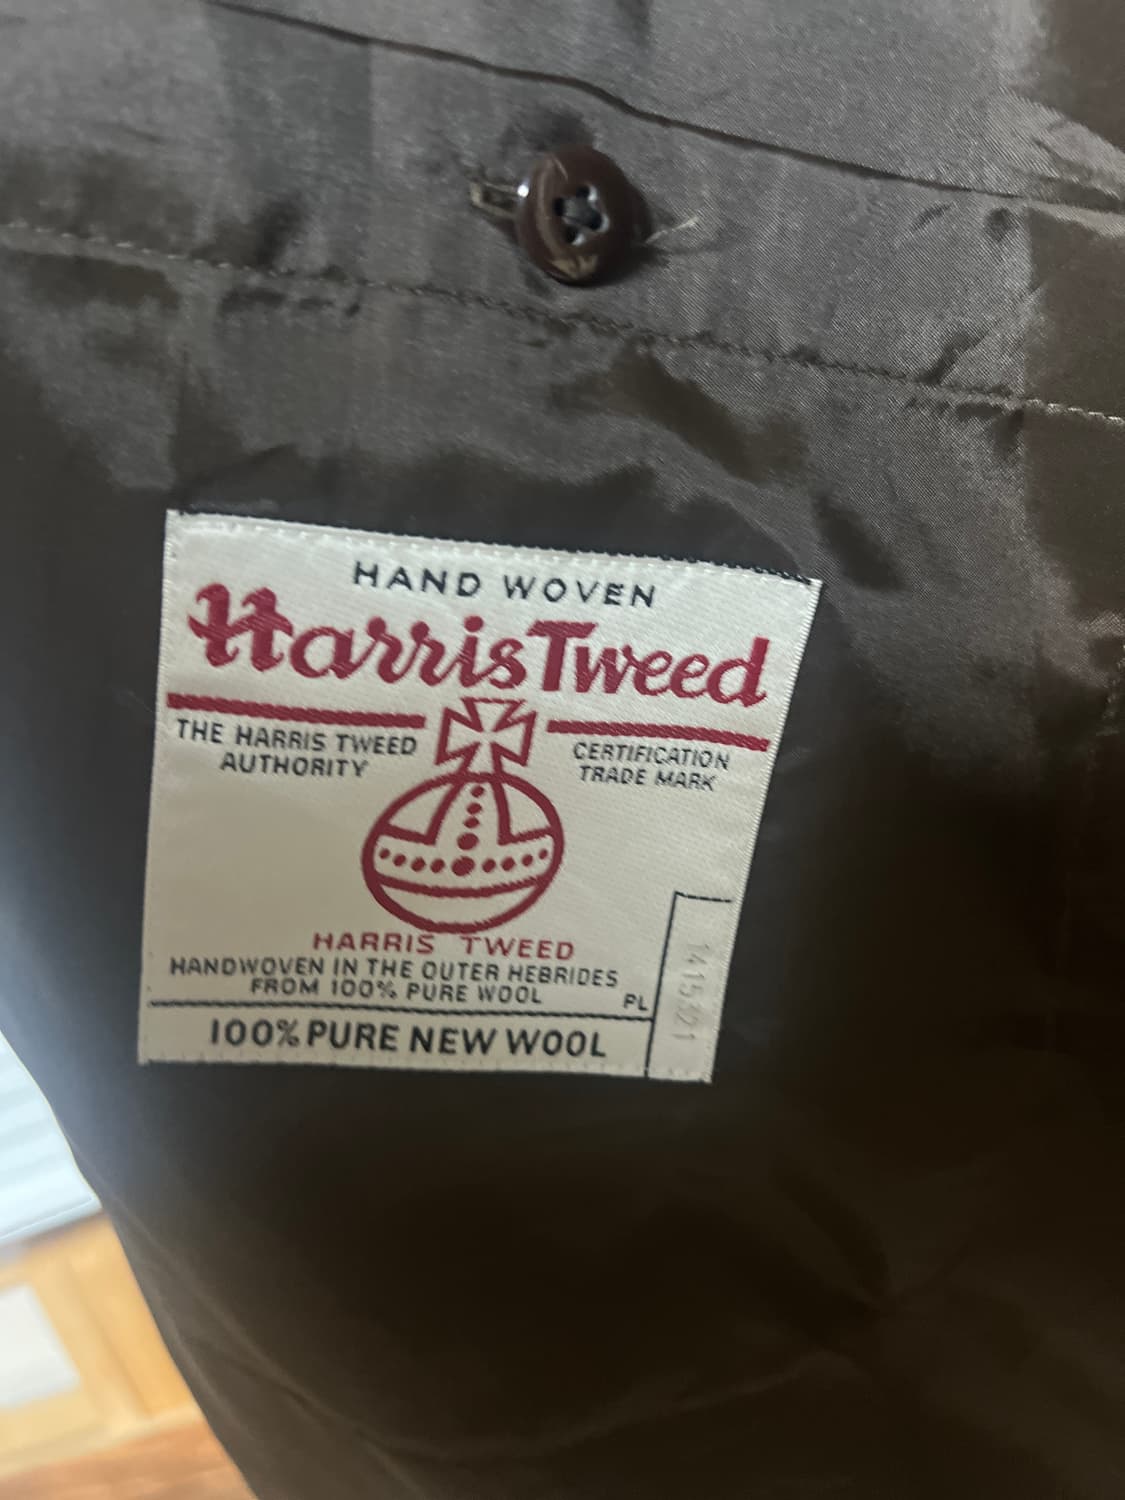 HAND WOVEN
Harris Tweed
THE HARRIS TWEED
AUTHORITY
CERTIFICATION
TRADE MARK
HARRIS TWEED
HANDWOVEN IN THE OUTER HEBRIDES
FROM 100% PURE WOOL
PL
100% PURE NEW WOOL